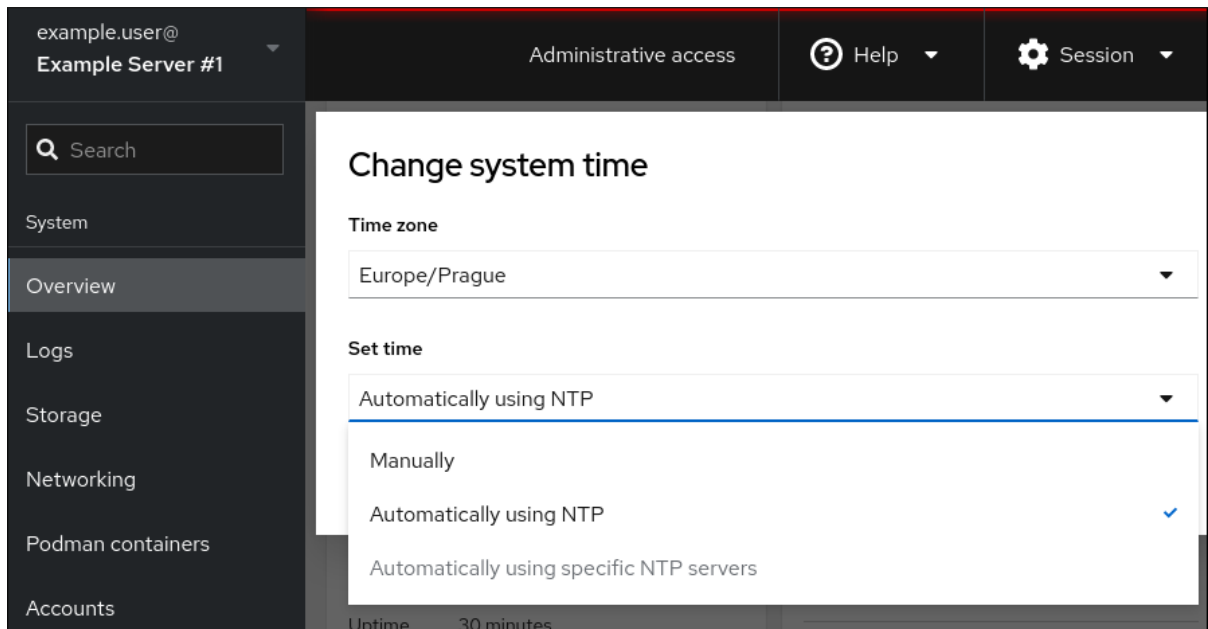 example.user@
Example Server #1
Administrative access
Help
Session
Search
System
Overview
Logs
Storage
Networking
Podman containers
Accounts
Change system time
Time zone
Europe/Prague
Set time
Automatically using NTP
Manually
Automatically using NTP
Automatically using specific NTP servers
Uptime 30 minutes